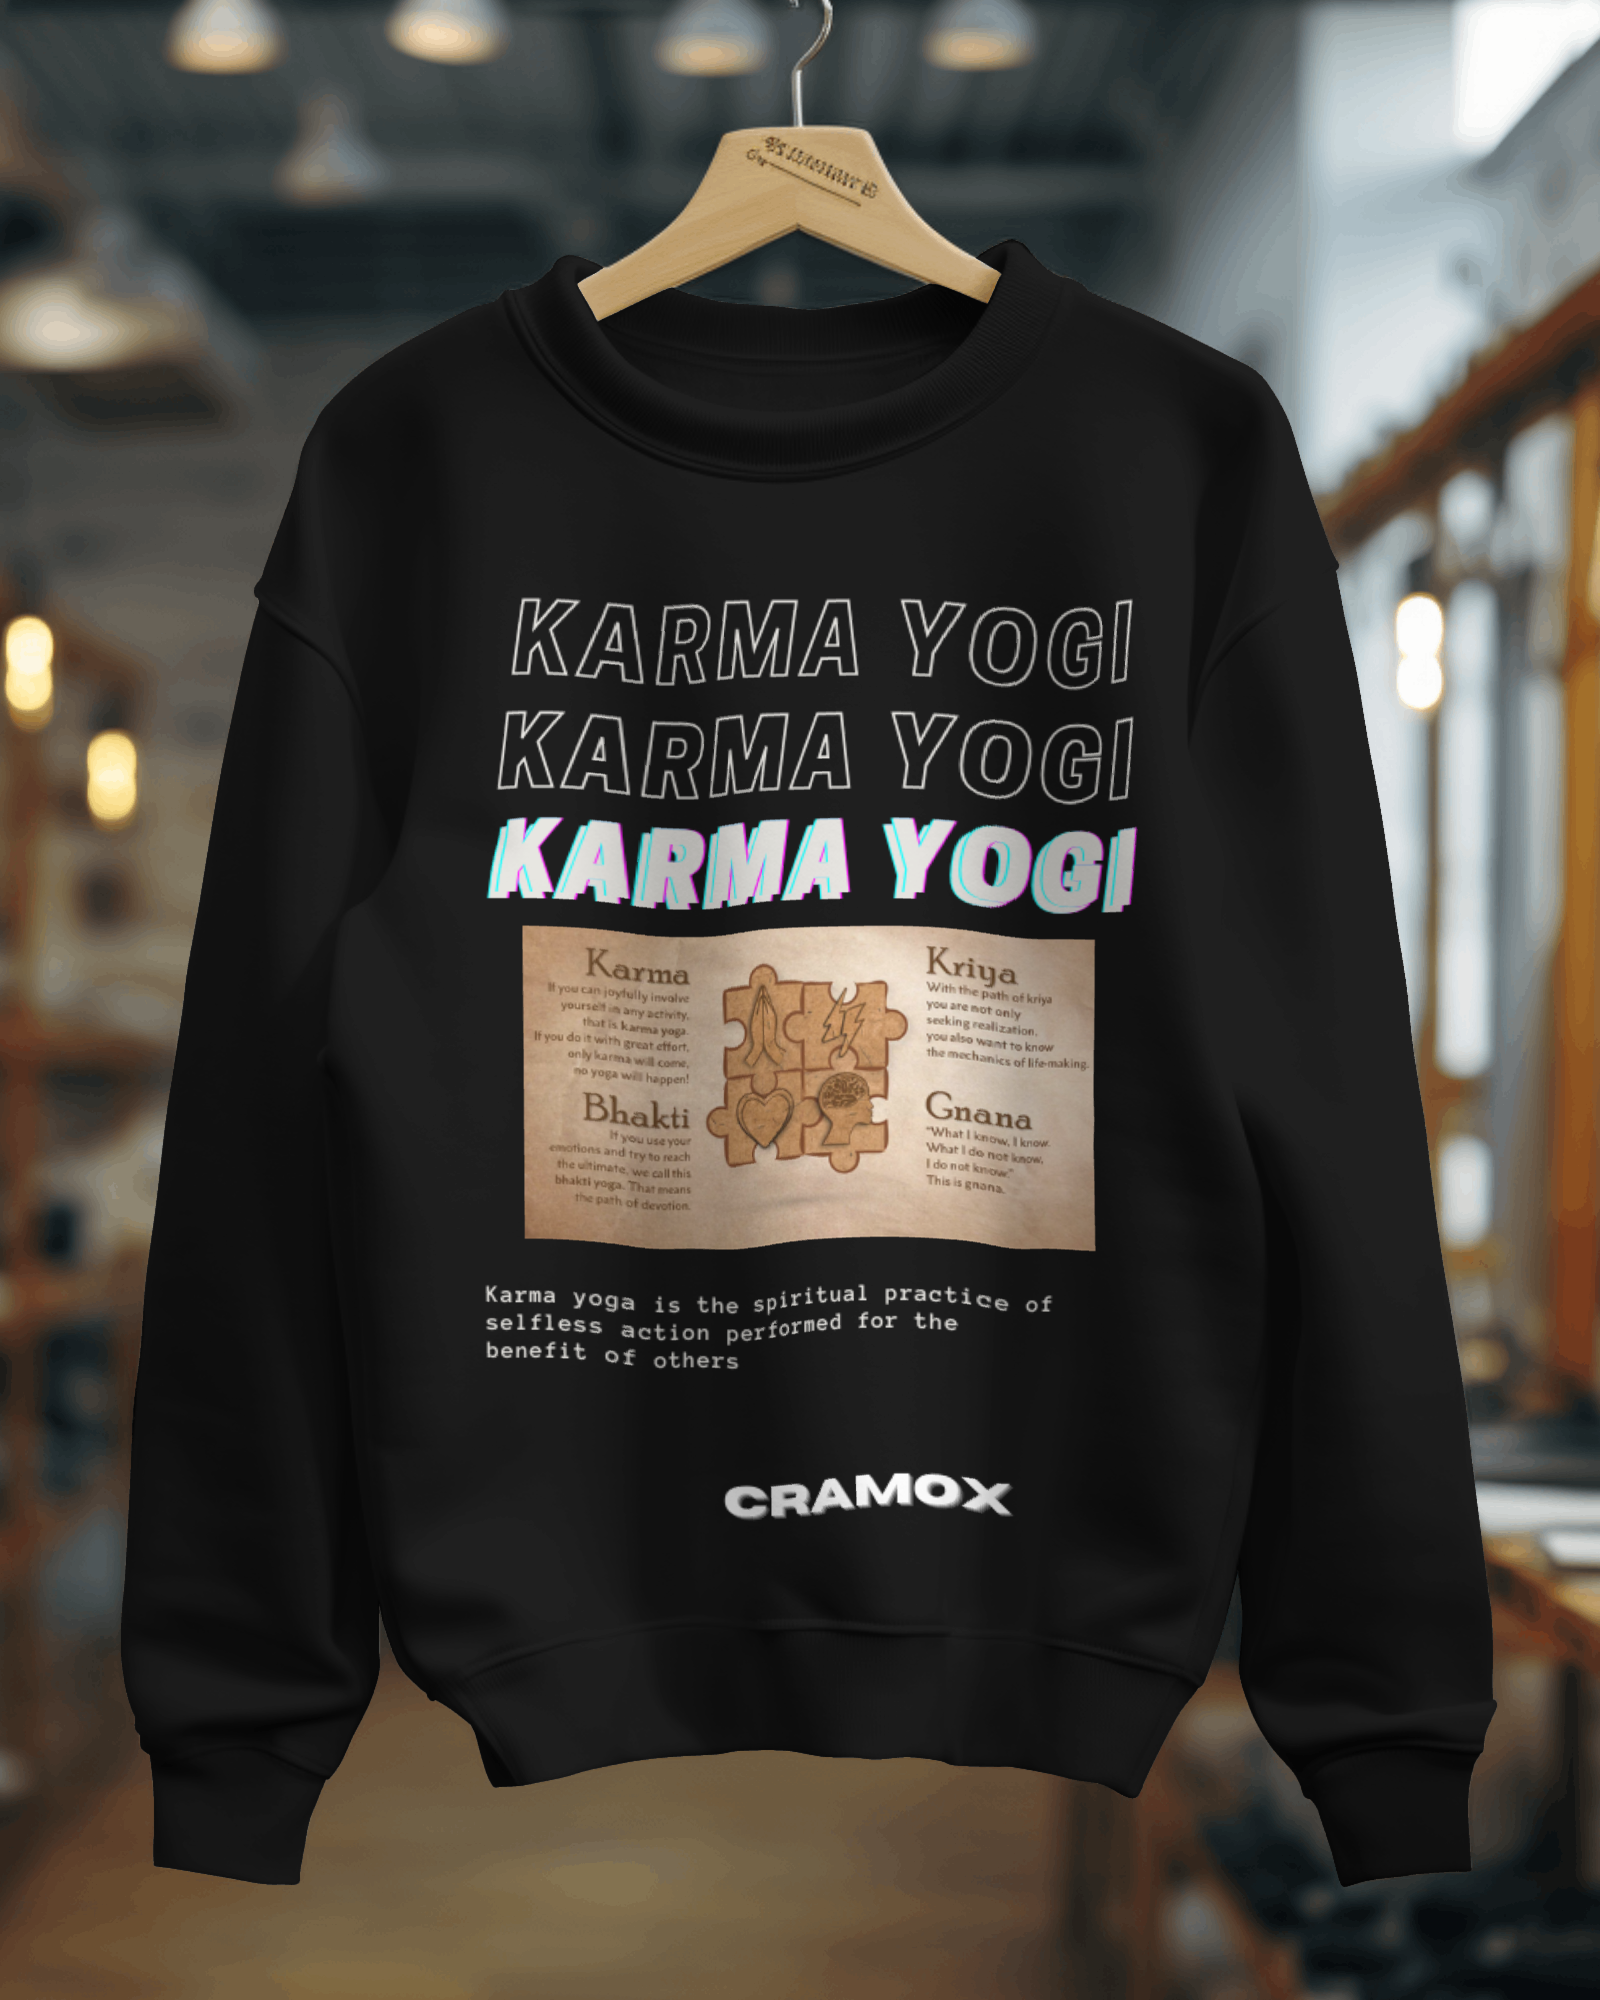 KARMA YOGI
KARMA YOGI
KARMA YOGI
Karma
If you can joyfully involve
yourself in any activity,
that is karma yoga.
If you do it with great effort,
only karma will come,
no yoga will happen!
Bhakti
If you use your
emotions and try to reach
the ultimate, we call this
bhakti yoga. That means
the path of devotion.
Kriya
With the path of kriya
you are not only
seeking realization,
you also want to know
the mechanics of life-making.
Gnana
"What I know, I know.
What I do not know,
I do not know."
This is gnana.
Karma yoga is the spiritual practice of
selfless action performed for the
benefit of others
CRAMOX